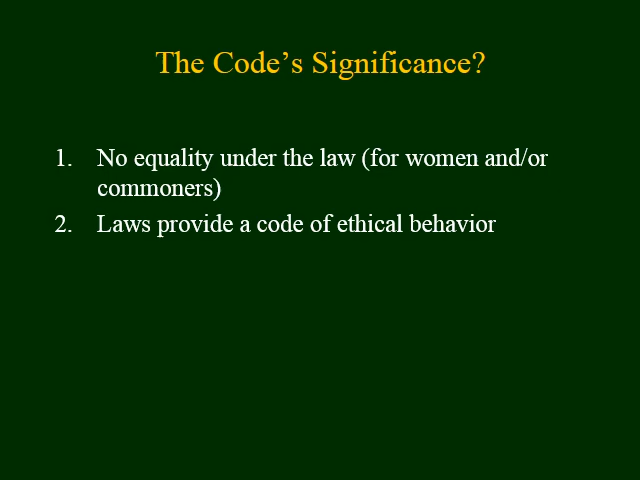 The Code’s Significance?
1. No equality under the law (for women and/or
commoners)
2. Laws provide a code of ethical behavior